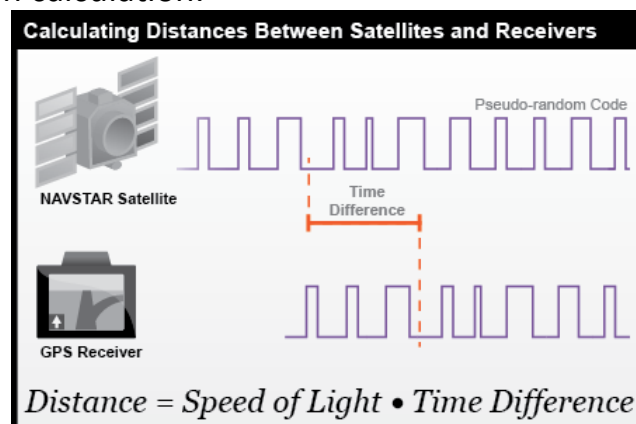 Calculating Distances Between Satellites and Receivers
Pseudo-random Code
NAVSTAR Satellite
Time
Difference
GPS Receiver
Distance = Speed of Light • Time Difference